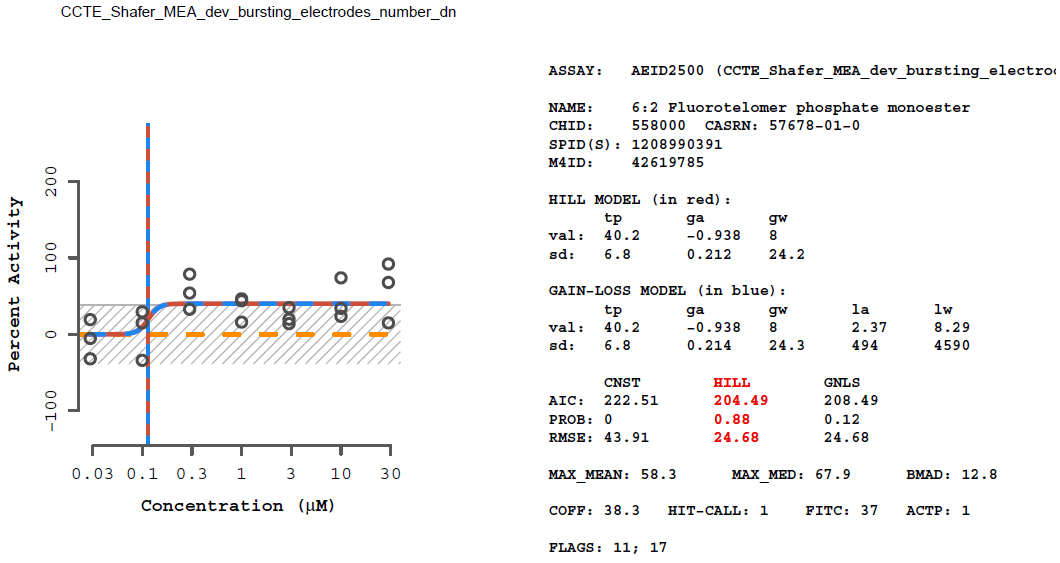 CCTE_Shafer_MEA_dev_bursting_electrodes_number_dn
Percent Activity
200
100
0
-100
0.03 0.1 0.3 1 3 10 30
Concentration (μM)
ASSAY: AEID2500 (CCTE_Shafer_MEA_dev_bursting_electrod
NAME: 6:2 Fluorotelomer phosphate monoester
CHID: 558000 CASRN: 57678-01-0
SPID(S): 1208990391
M4ID: 42619785
HILL MODEL (in red):
tp ga gw
val: 40.2 -0.938 8
sd: 6.8 0.212 24.2
GAIN-LOSS MODEL (in blue):
tp ga gw la lw
val: 40.2 -0.938 8 2.37 8.29
sd: 6.8 0.214 24.3 494 4590
CNST HILL GNLS
AIC: 222.51 204.49 208.49
PROB: 0 0.88 0.12
RMSE: 43.91 24.68 24.68
MAX_MEAN: 58.3 MAX_MED: 67.9 BMAD: 12.8
COFF: 38.3 HIT-CALL: 1 FITC: 37 ACTP: 1
FLAGS: 11; 17